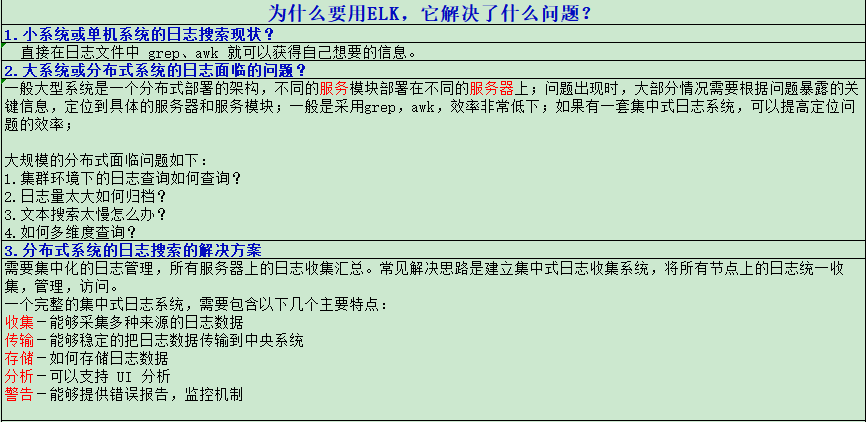 为什么要用ELK，它解决了什么问题？
1.小系统或单机系统的日志搜索现状？
直接在日志文件中 grep、awk 就可以获得自己想要的信息。
2.大系统或分布式系统的日志面临的问题？
一般大型系统是一个分布式部署的架构，不同的服务模块部署在不同的服务器上；问题出现时，大部分情况需要根据问题暴露的关
键信息，定位到具体的服务器和服务模块；一般是采用grep，awk，效率非常低下；如果有一套集中式日志系统，可以提高定位问
题的效率；
大规模的分布式面临问题如下：
1.集群环境下的日志查询如何查询？
2.日志量太大如何归档？
3.文本搜索太慢怎么办？
4.如何多维度查询？
3.分布式系统的日志搜索的解决方案
需要集中化的日志管理，所有服务器上的日志收集汇总。常见解决思路是建立集中式日志收集系统，将所有节点上的日志统一收
集，管理，访问。
一个完整的集中式日志系统，需要包含以下几个主要特点：
收集－能够采集多种来源的日志数据
传输－能够稳定的把日志数据传输到中央系统
存储－如何存储日志数据
分析－可以支持 UI 分析
警告－能够提供错误报告，监控机制